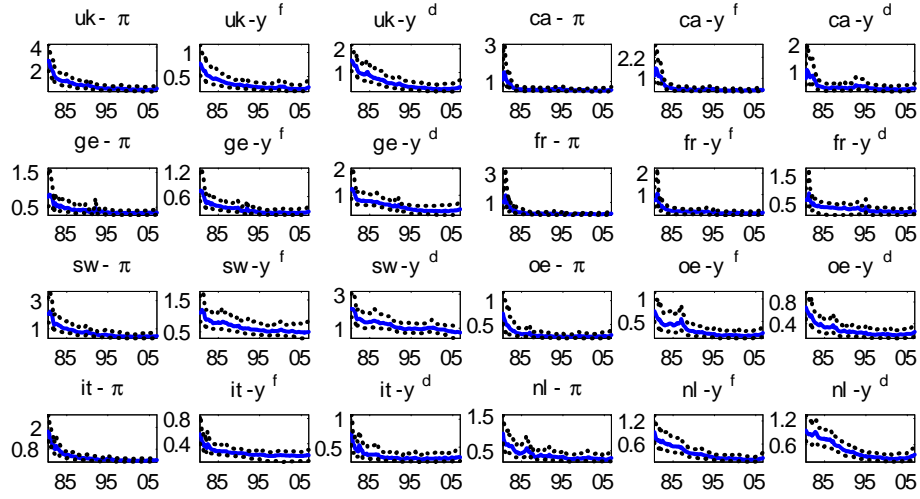 uk - π uk-y f uk-y d ca - π ca-y f ca-y d
4 2 1 0.5 2 1 3 1 2.2 1 2 1
85 95 05 85 95 05 85 95 05 85 95 05 85 95 05 85 95 05
ge - π ge-y f ge-y d fr - π fr-y f fr-y d
1.5 0.5 1.2 0.6 2 1 3 1 2 1 1.5 0.5
85 95 05 85 95 05 85 95 05 85 95 05 85 95 05 85 95 05
sw - π sw-y f sw-y d oe - π oe-y f oe-y d
3 1 1.5 0.5 3 1 1 0.5 1 0.5 0.8 0.4
85 95 05 85 95 05 85 95 05 85 95 05 85 95 05 85 95 05
it - π it-y f it-y d nl - π nl-y f nl-y d
2 0.8 0.8 0.4 1 0.5 1.5 0.5 1.2 0.6 1.2 0.6
85 95 05 85 95 05 85 95 05 85 95 05 85 95 05 85 95 05